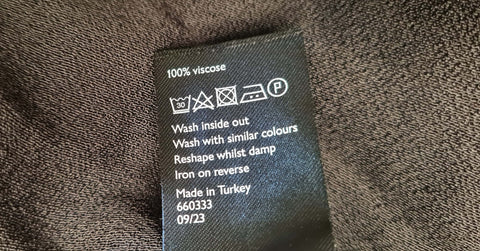 100% viscose
30 P
Wash inside out
Wash with similar colours
Reshape whilst damp
Iron on reverse
Made in Turkey
660333
09/23